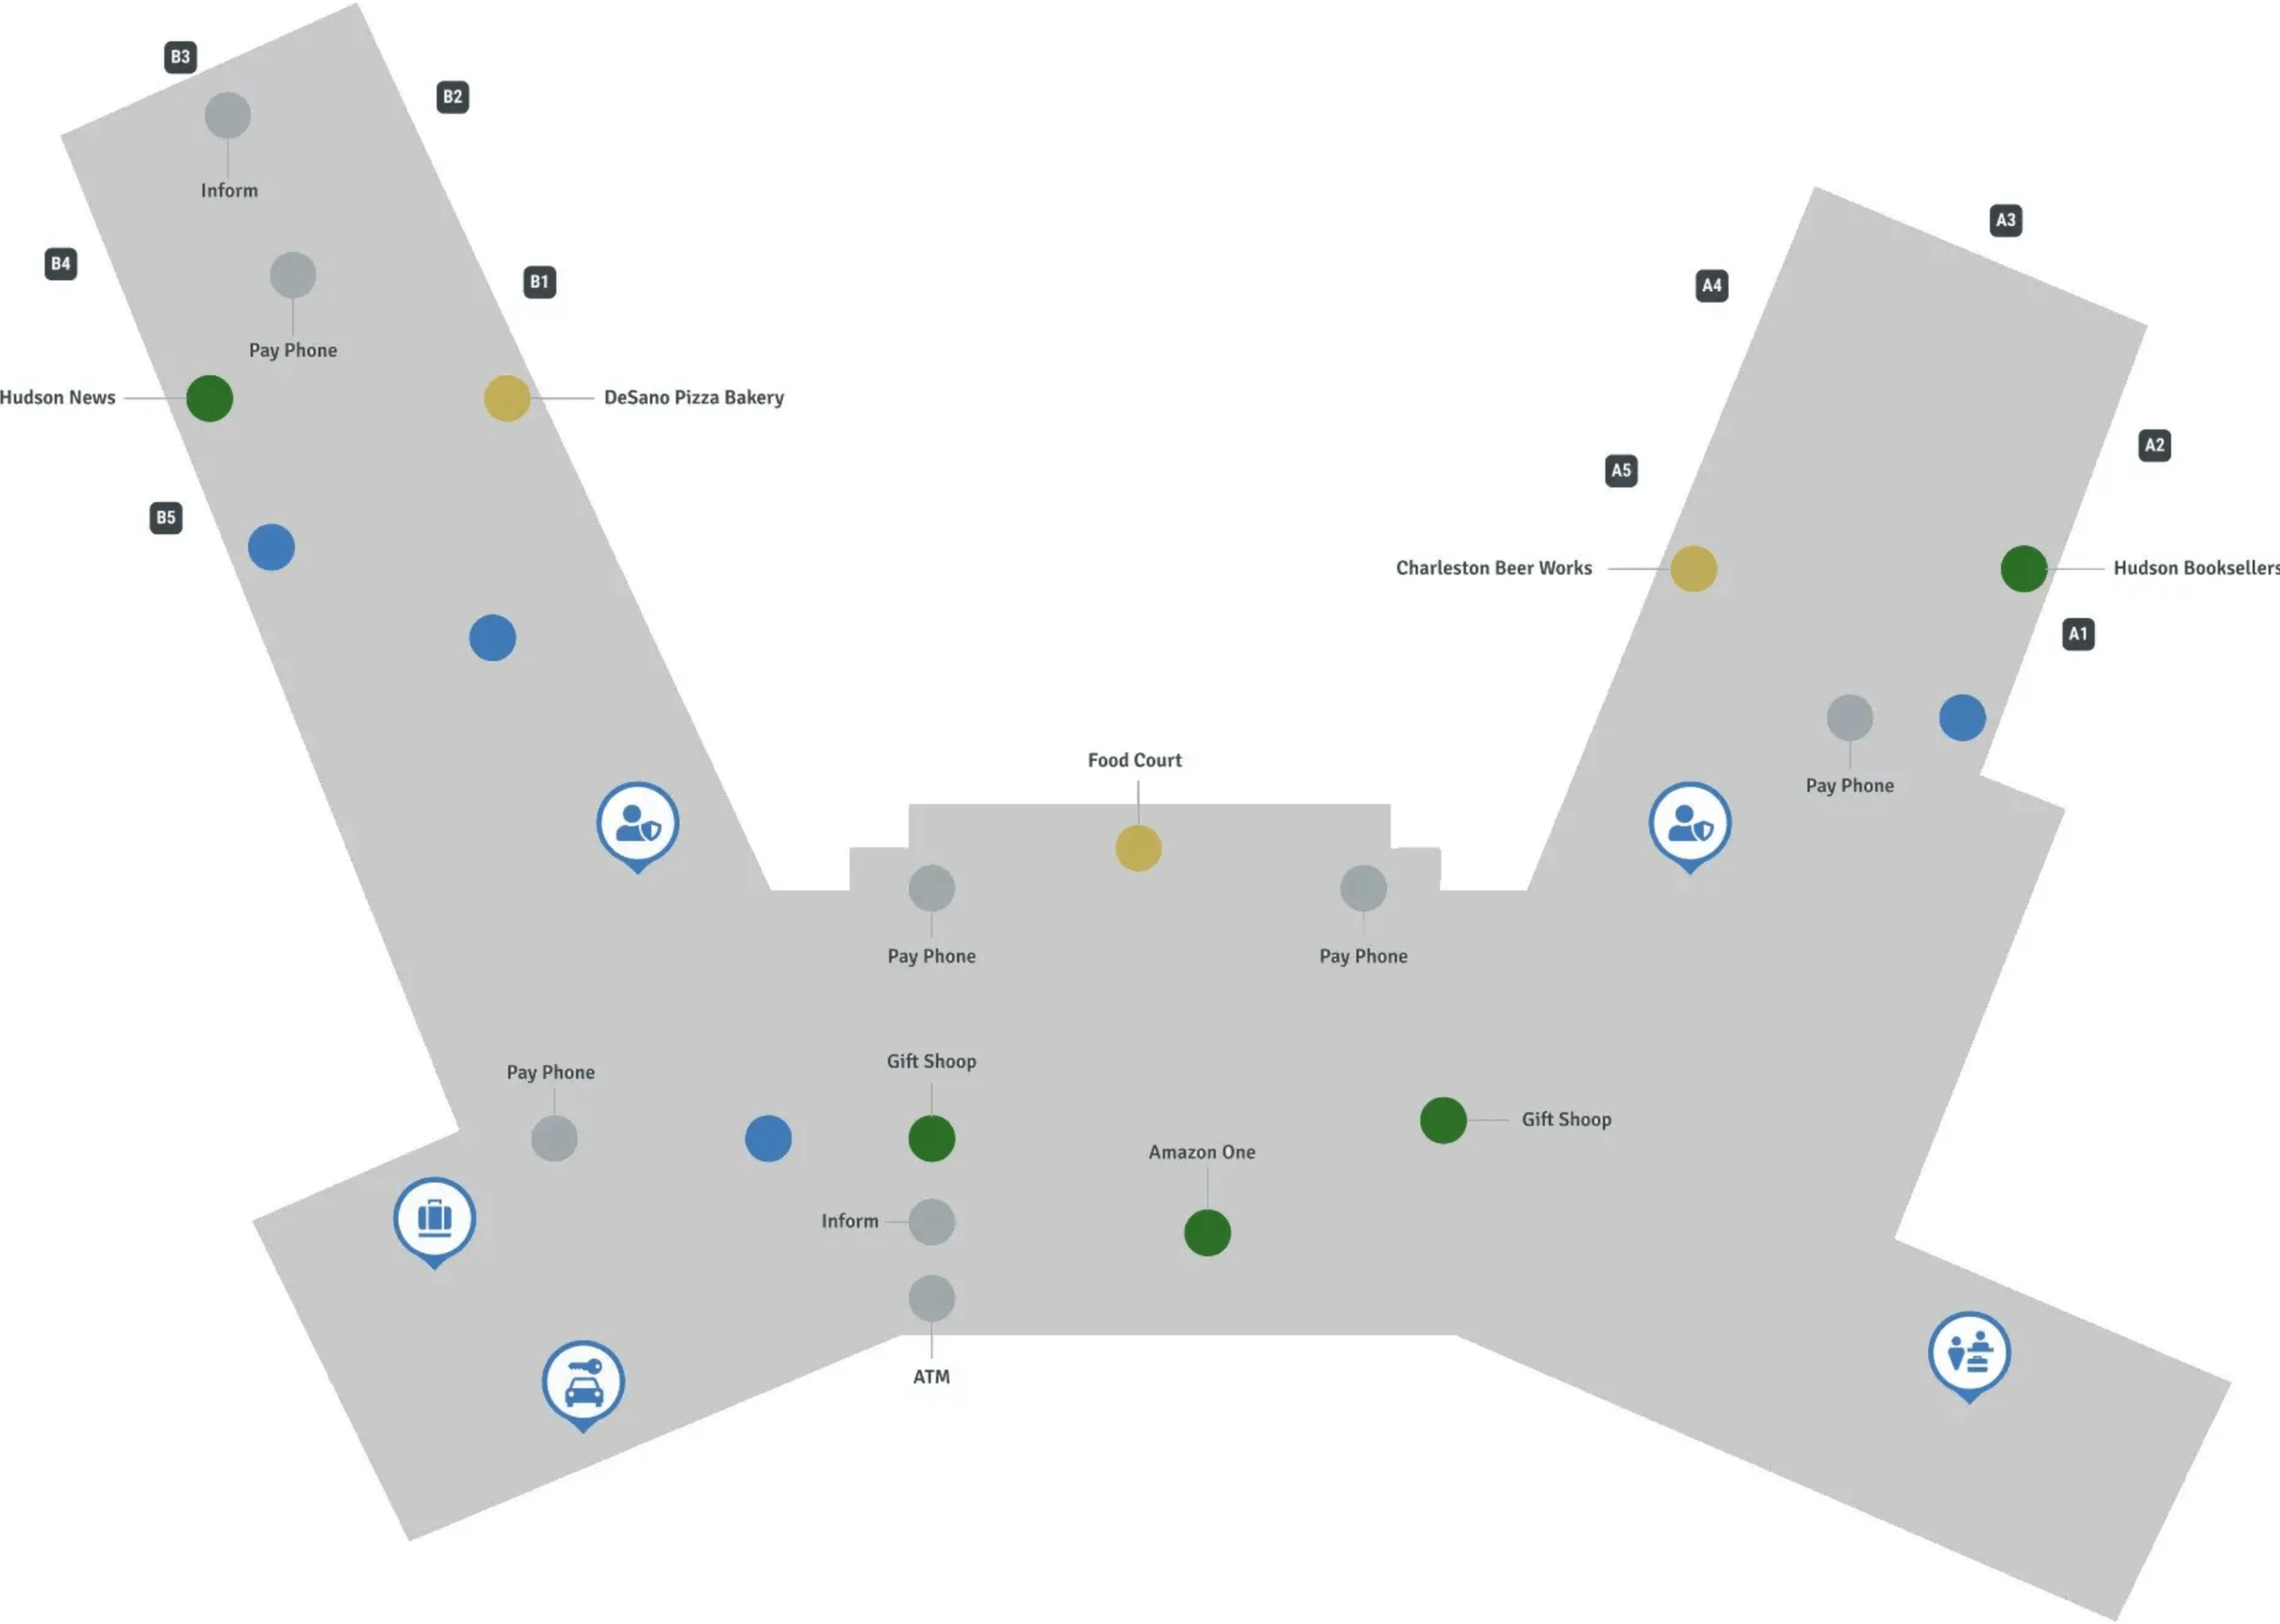 B3
B2
Inform
A3
B4
B1
A4
Pay Phone
Hudson News
DeSano Pizza Bakery
A2
A5
B5
Charleston Beer Works
Hudson Booksellers
A1
Food Court
Pay Phone
Pay Phone
Pay Phone
Pay Phone
Gift Shoop
Gift Shoop
Amazon One
Inform
ATM